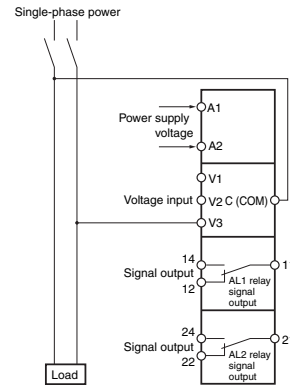 Single-phase power
A1
Power supply
voltage
A2
V1
Voltage input V2 C (COM)
V3
14
Signal output
12
1
AL1 relay
signal
output
24
Signal output
22
2
AL2 relay
signal
output
Load